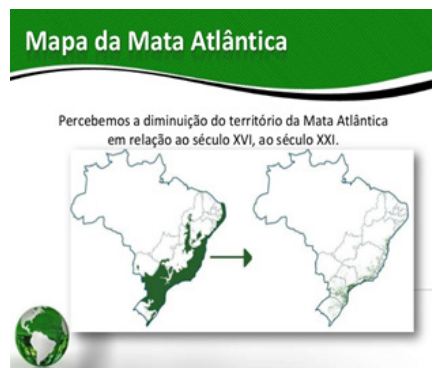 Mapa da Mata Atlântica
Percebemos a diminuição do território da Mata Atlântica
em relação ao século XVI, ao século XXI.